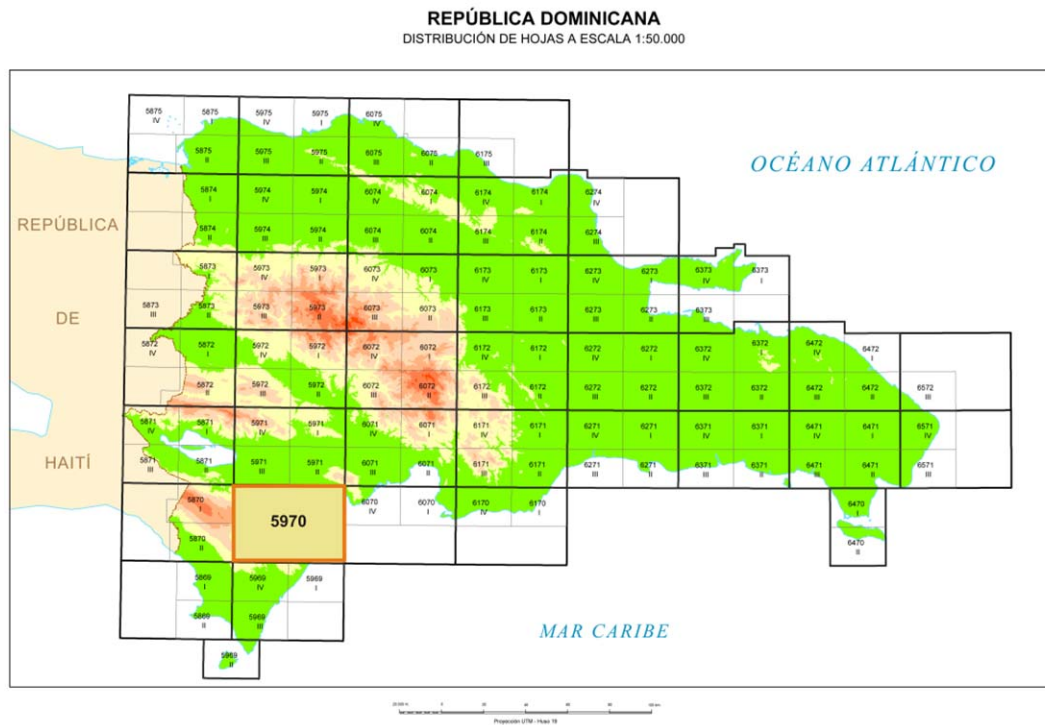 REPÚBLICA DOMINICANA
DISTRIBUCIÓN DE HOJAS A ESCALA 1:50.000
OCÉANO ATLÁNTICO
REPÚBLICA
DE
HAITÍ
MAR CARIBE
5875 IV
5875 I
5975 IV
5975 I
6075 IV
5875 II
5975 III
5975 II
6075 III
6075 II
6175 III
5874 I
5974 IV
5974 I
6074 IV
6074 I
6174 IV
6174 I
6274 IV
5874 II
5974 III
5974 II
6074 III
6074 II
6174 III
6174 II
6274 III
5873 I
5973 IV
5973 I
6073 IV
6073 I
6173 IV
6173 I
6273 IV
6273 I
6373 IV
6373 I
5873 III
5873 II
5973 III
5973 II
6073 III
6073 II
6173 III
6173 II
6273 III
6273 II
6373 III
5872 IV
5872 I
5972 IV
5972 I
6072 IV
6072 I
6172 IV
6172 I
6272 IV
6272 I
6372 IV
6372 I
6472 IV
6472 I
5872 II
5972 III
5972 II
6072 III
6072 II
6172 III
6172 II
6272 III
6272 II
6372 III
6372 II
6472 III
6472 II
6572 III
5871 IV
5871 I
5971 IV
5971 I
6071 IV
6071 I
6171 IV
6171 I
6271 IV
6271 I
6371 IV
6371 I
6471 IV
6471 I
6571 IV
5871 III
5871 II
5971 III
5971 II
6071 III
6071 II
6171 III
6171 II
6271 III
6271 II
6371 III
6371 II
6471 III
6471 II
6571 III
5870 I
5970
6070 IV
6070 I
6170 IV
6170 I
6470 I
5870 II
6470 II
5869 I
5969 IV
5969 I
5869 II
5969 III
5969 II
Proyección UTM - Huso 19